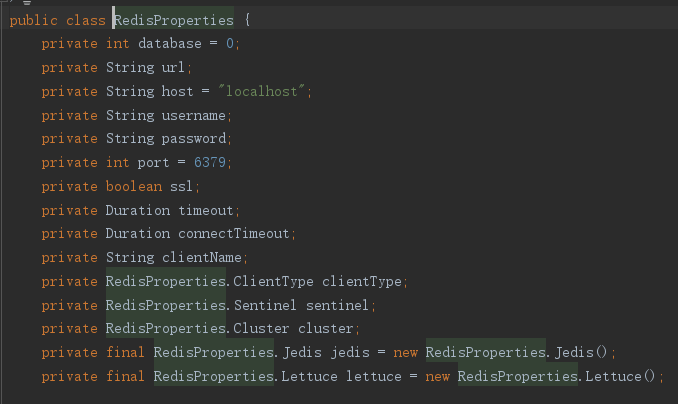 public class RedisProperties {
    private int database = 0;
    private String url;
    private String host = "localhost";
    private String username;
    private String password;
    private int port = 6379;
    private boolean ssl;
    private Duration timeout;
    private Duration connectTimeout;
    private String clientName;
    private RedisProperties.ClientType clientType;
    private RedisProperties.Sentinel sentinel;
    private RedisProperties.Cluster cluster;
    private final RedisProperties.Jedis jedis = new RedisProperties.Jedis();
    private final RedisProperties.Lettuce lettuce = new RedisProperties.Lettuce();